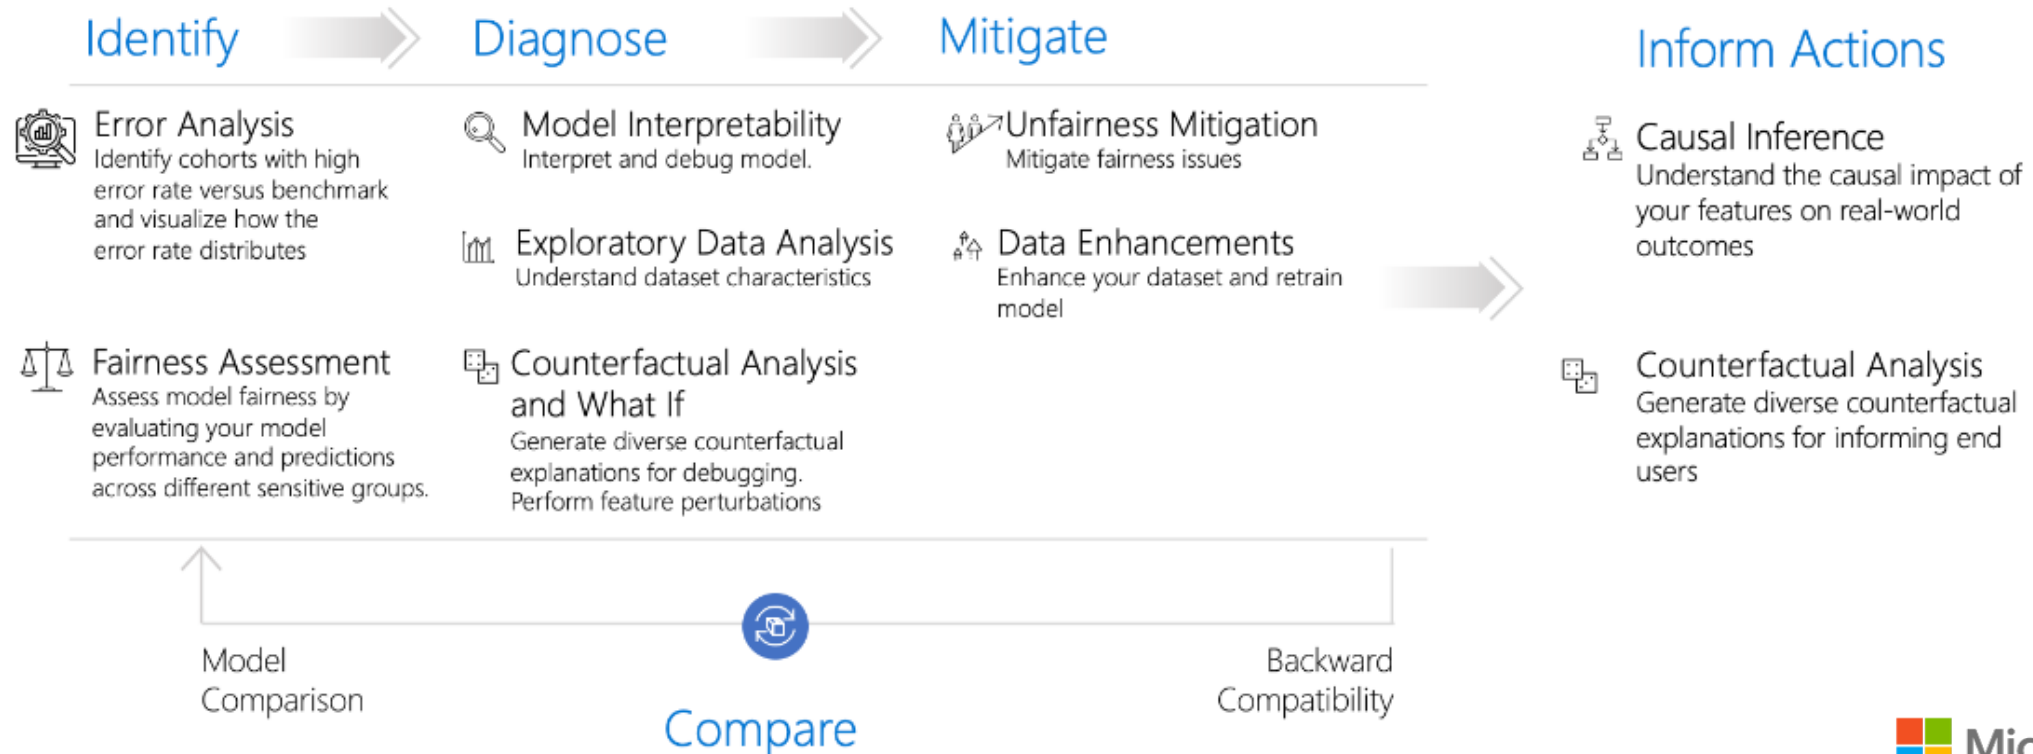 Identify
Diagnose
Mitigate
Inform Actions
Error Analysis
Identify cohorts with high
error rate versus benchmark
and visualize how the
error rate distributes
Fairness Assessment
Assess model fairness by
evaluating your model
performance and predictions
across different sensitive groups.
Model Interpretability
Interpret and debug model.
Exploratory Data Analysis
Understand dataset characteristics
Counterfactual Analysis
and What If
Generate diverse counterfactual
explanations for debugging.
Perform feature perturbations
Unfairness Mitigation
Mitigate fairness issues
Data Enhancements
Enhance your dataset and retrain
model
Causal Inference
Understand the causal impact of
your features on real-world
outcomes
Counterfactual Analysis
Generate diverse counterfactual
explanations for informing end
users
Model
Comparison
Backward
Compatibility
Compare